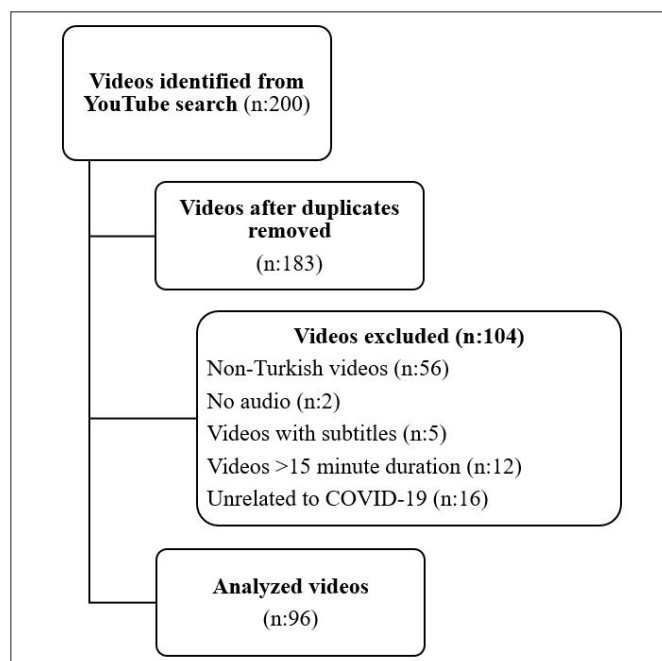 Videos identified from
YouTube search (n:200)
Videos after duplicates
removed
(n:183)
Videos excluded (n:104)
Non-Turkish videos (n:56)
No audio (n:2)
Videos with subtitles (n:5)
Videos >15 minute duration (n:12)
Unrelated to COVID-19 (n:16)
Analyzed videos
(n:96)